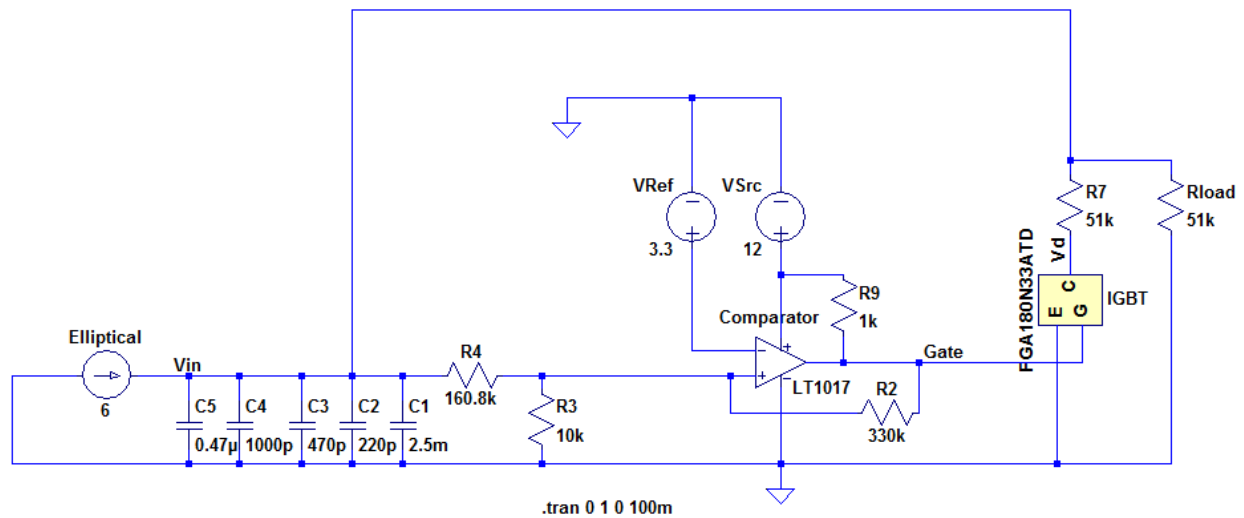 VRef
VSrc
3.3
12
R7
51k
Rload
51k
Vd
FGA180N33ATD
C
E
G
IGBT
R9
1k
Comparator
-
+
+
-
LT1017
Gate
R2
330k
Elliptical
6
Vin
C5
0.47µ
C4
1000p
C3
470p
C2
220p
C1
2.5m
R4
160.8k
R3
10k
.tran 0 1 0 100m